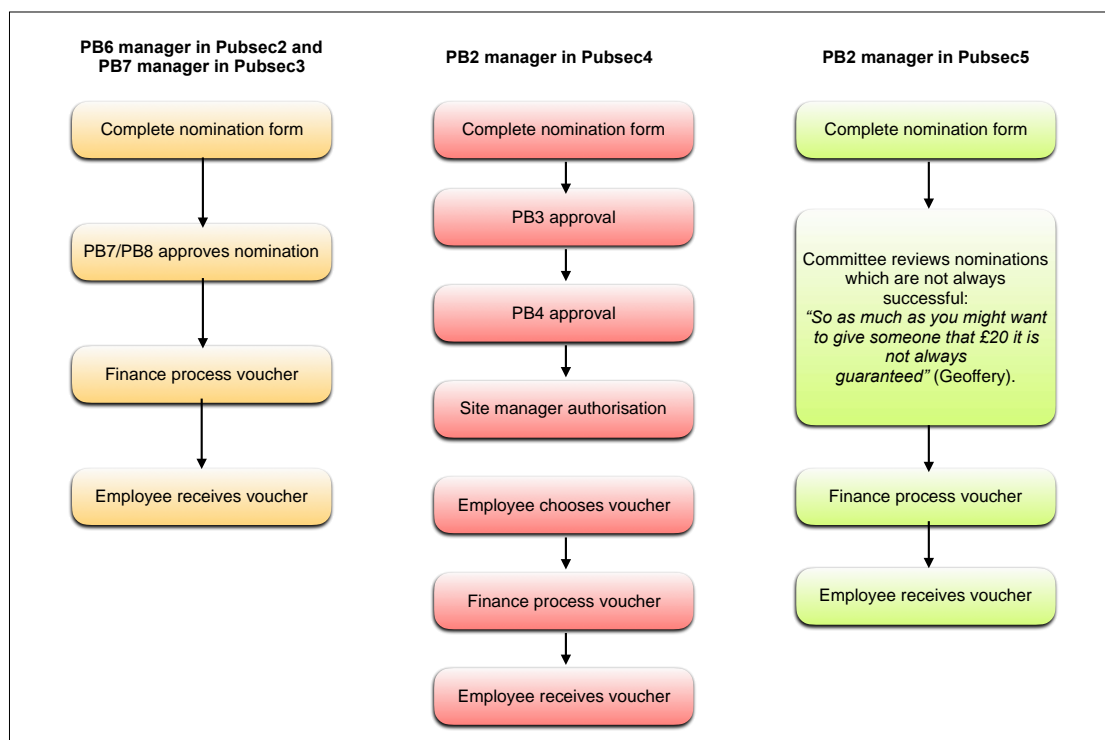 PB6 manager in Pubsec2 and
PB7 manager in Pubsec3
Complete nomination form
PB7/PB8 approves nomination
Finance process voucher
Employee receives voucher
PB2 manager in Pubsec4
Complete nomination form
PB3 approval
PB4 approval
Site manager authorisation
Employee chooses voucher
Finance process voucher
Employee receives voucher
PB2 manager in Pubsec5
Complete nomination form
Committee reviews nominations
which are not always
successful:
“So as much as you might want
to give someone that £20 it is
not always
guaranteed” (Geoffery).
Finance process voucher
Employee receives voucher